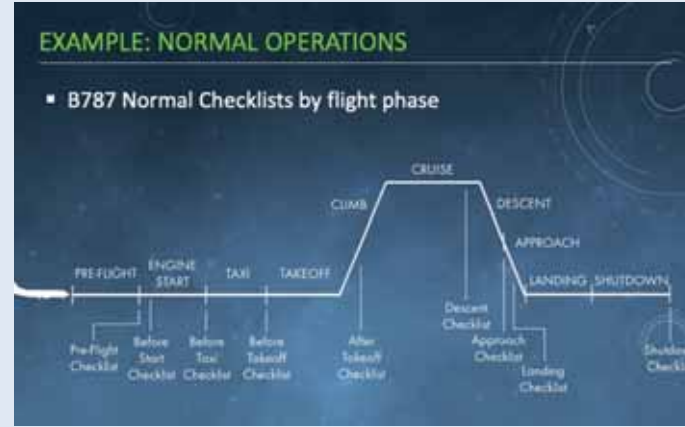 EXAMPLE: NORMAL OPERATIONS
▪ B787 Normal Checklists by flight phase
CRUISE
CLIMB
DESCENT
APPROACH
PRE-FLIGHT
ENGINE
START
TAXI
TAKEOFF
LANDING
SHUTDOWN
Pre-Flight
Checklist
Before
Start
Checklist
Before
Taxi
Checklist
Before
Takeoff
Checklist
After
Takeoff
Checklist
Descent
Checklist
Approach
Checklist
Landing
Checklist
Shutdow
Checkli